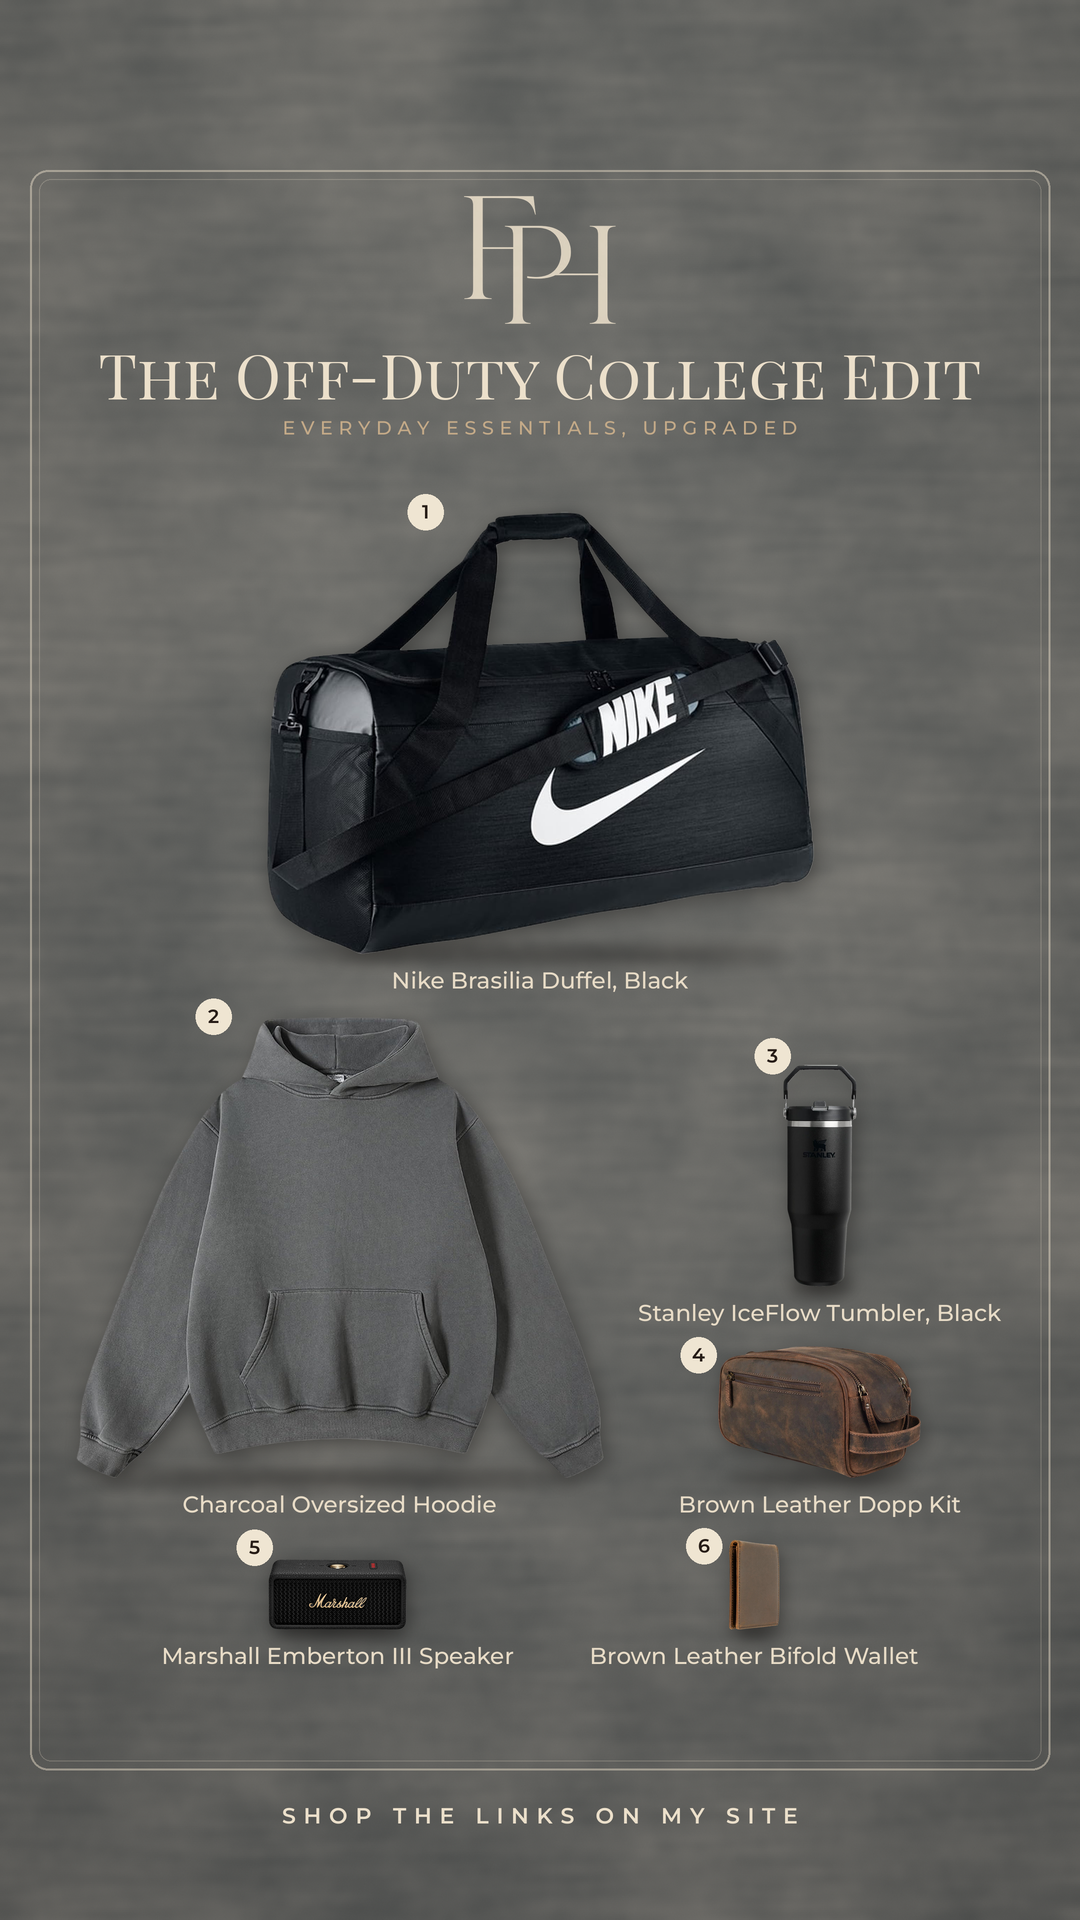 FPH
The Off-Duty College Edit
EVERYDAY ESSENTIALS, UPGRADED
1
NIKE
Nike Brasilia Duffel, Black
2
3
STANLEY
Stanley IceFlow Tumbler, Black
4
Charcoal Oversized Hoodie
Brown Leather Dopp Kit
5
6
Marshall
Marshall Emberton III Speaker
Brown Leather Bifold Wallet
SHOP THE LINKS ON MY SITE